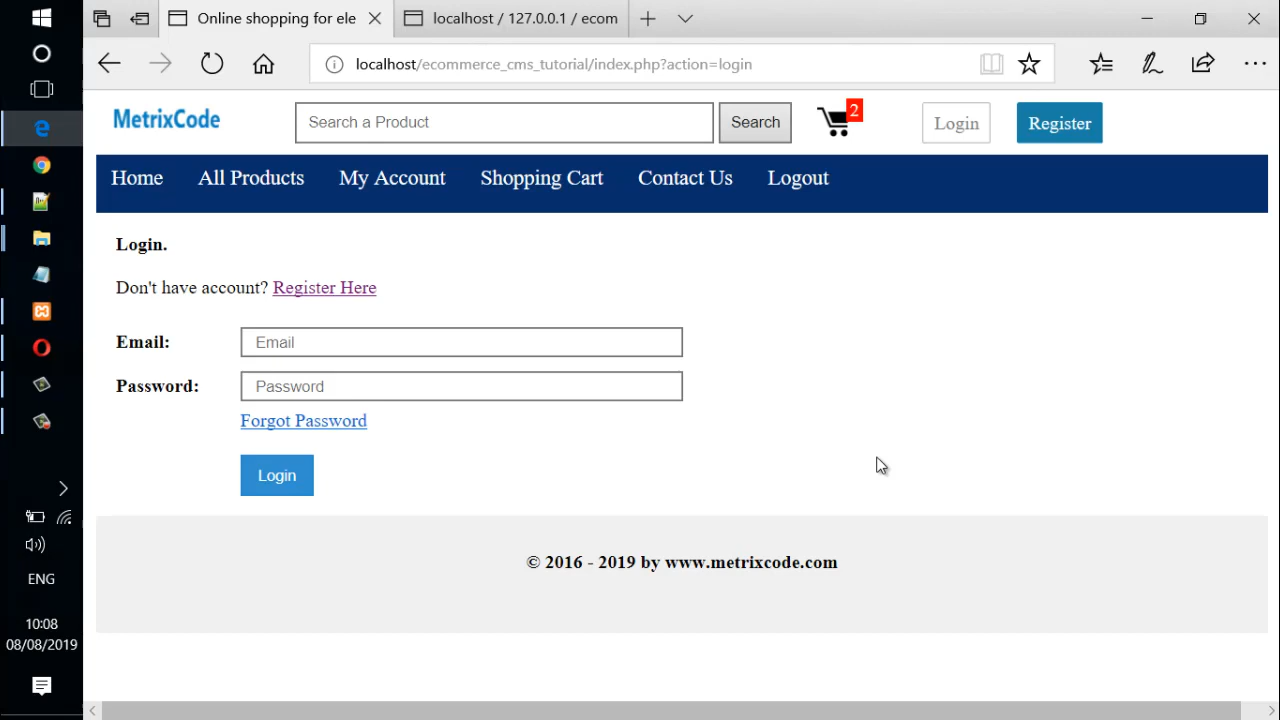 Online shopping for ele
localhost / 127.0.0.1 / ecom
localhost/ecommerce_cms_tutorial/index.php?action=login
MetrixCode
Search a Product
Search
2
Login
Register
Home
All Products
My Account
Shopping Cart
Contact Us
Logout
Login.
Don't have account? Register Here
Email:
Email
Password:
Password
Forgot Password
Login
© 2016 - 2019 by www.metrixcode.com
ENG
10:08
08/08/2019